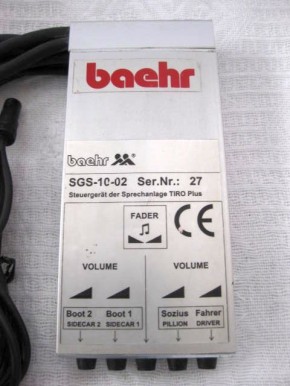 baehr
baehr
SGS-10-02 Ser.Nr.: 27
Steuergerät der Sprechanlage TIRO Plus
FADER
CE
VOLUME VOLUME
Boot 2 Boot 1 Sozius Fahrer
SIDECAR 2 SIDECAR 1 PILLION DRIVER